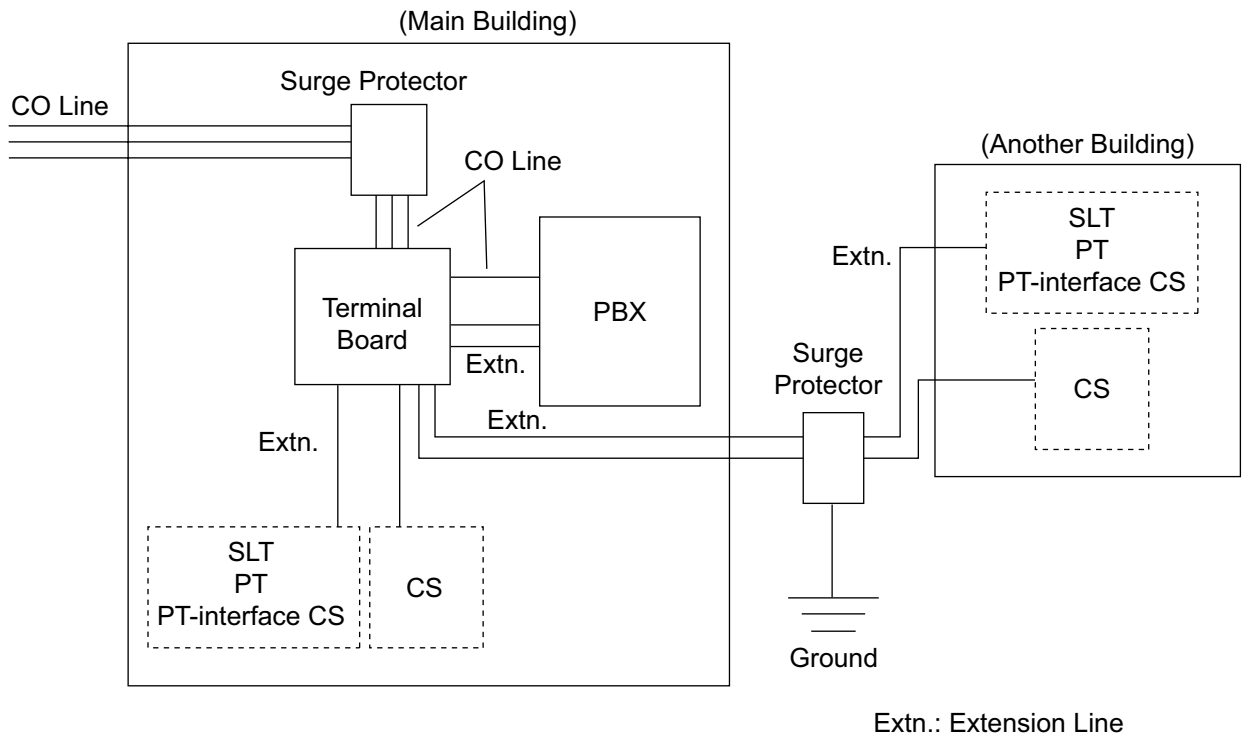 (Main Building)
Surge Protector
CO Line
CO Line
(Another Building)
SLT
PT
PT-interface CS
Extn.
Terminal
Board
PBX
Extn.
Surge
Protector
CS
Extn.
Extn.
SLT
PT
PT-interface CS
CS
Ground
Extn.: Extension Line